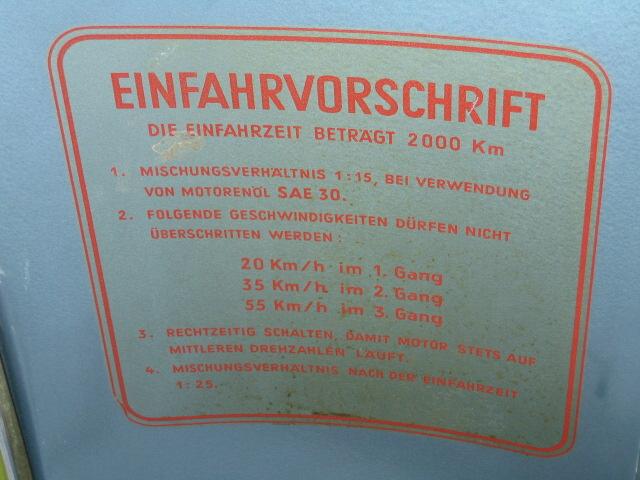 EINFAHRVORSCHRIFT
DIE EINFAHRZEIT BETRÄGT 2000 Km
1. MISCHUNGSVERHÄLTNIS 1:15, BEI VERWENDUNG
VON MOTORENÖL SAE 30.
2. FOLGENDE GESCHWINDIGKEITEN DÜRFEN NICHT
ÜBERSCHRITTEN WERDEN:
20 Km/h im 1. Gang
35 Km/h im 2. Gang
55 Km/h im 3. Gang
3. RECHTZEITIG SCHALTEN, DAMIT MOTOR STETS AUF
MITTLEREN DREHZAHLEN LÄUFT.
4. MISCHUNGSVERHÄLTNIS NACH DER EINFAHRZEIT
1:25.